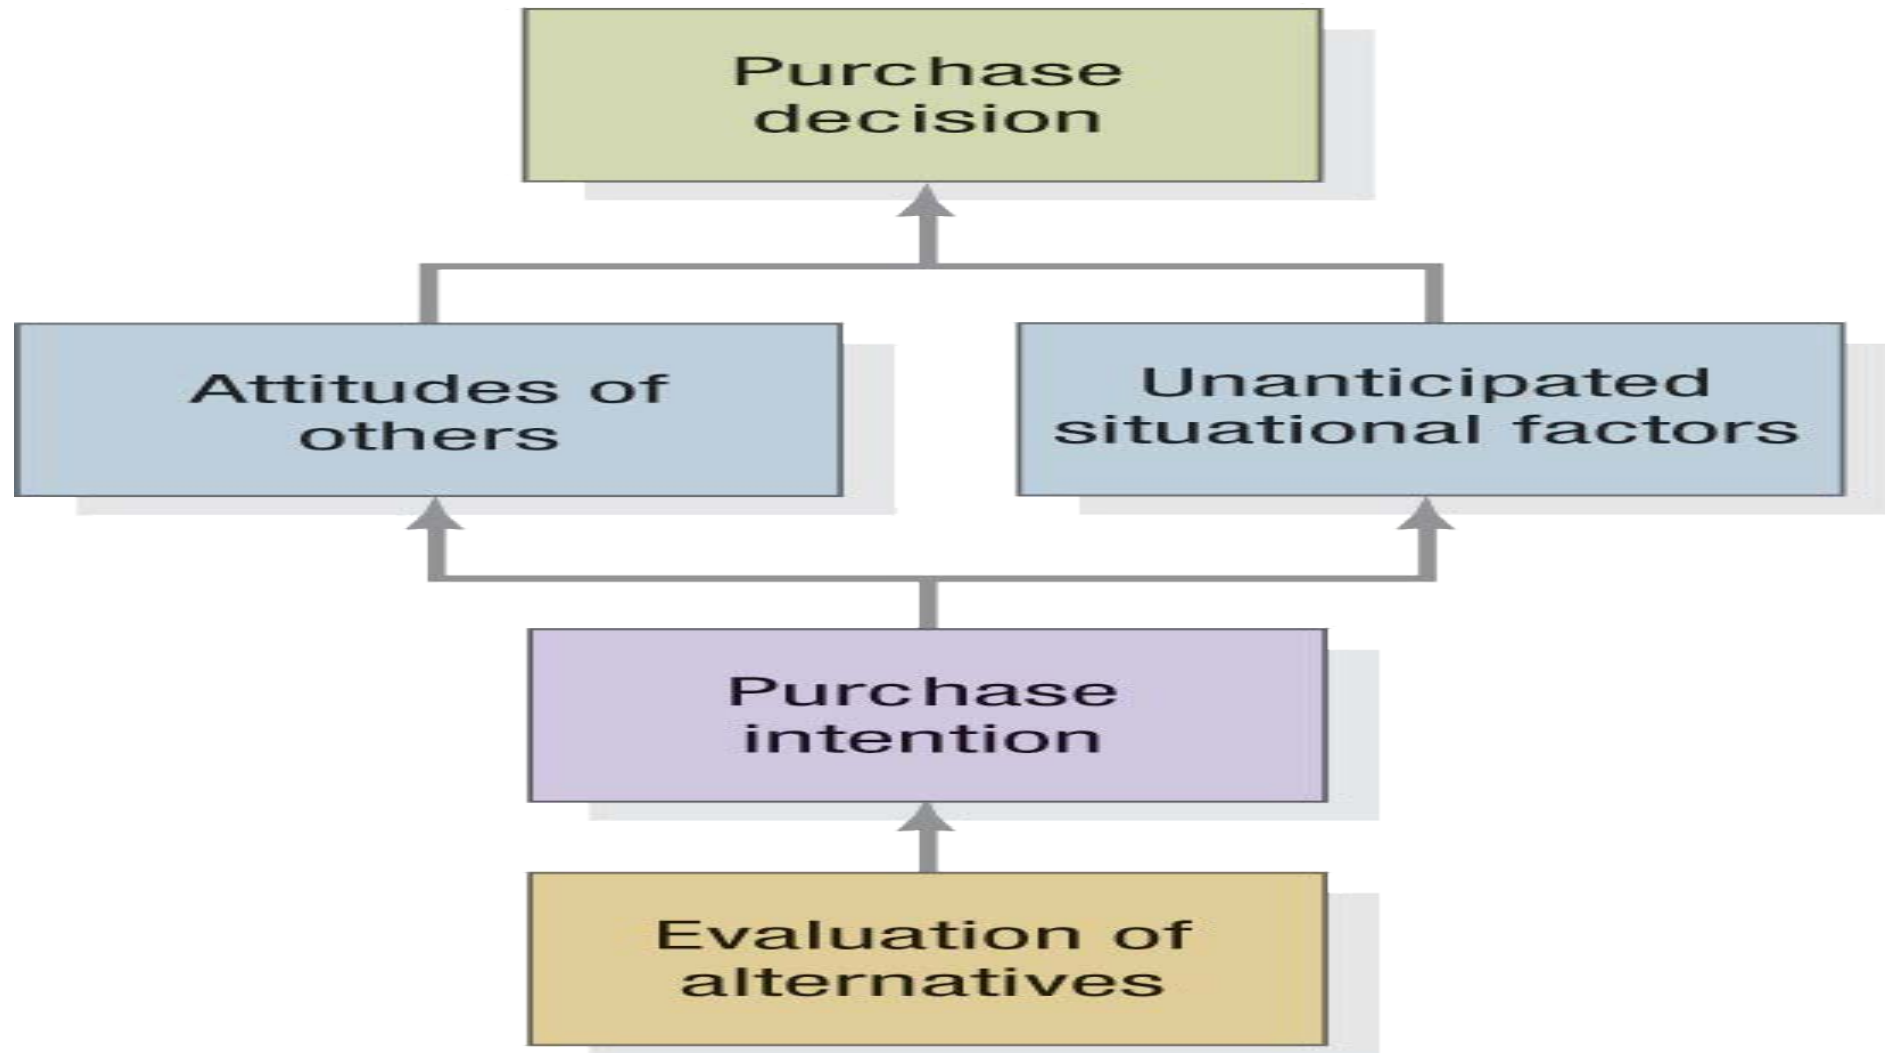 Purchase
decision
Attitudes of
others
Unanticipated
situational factors
Purchase
intention
Evaluation of
alternatives